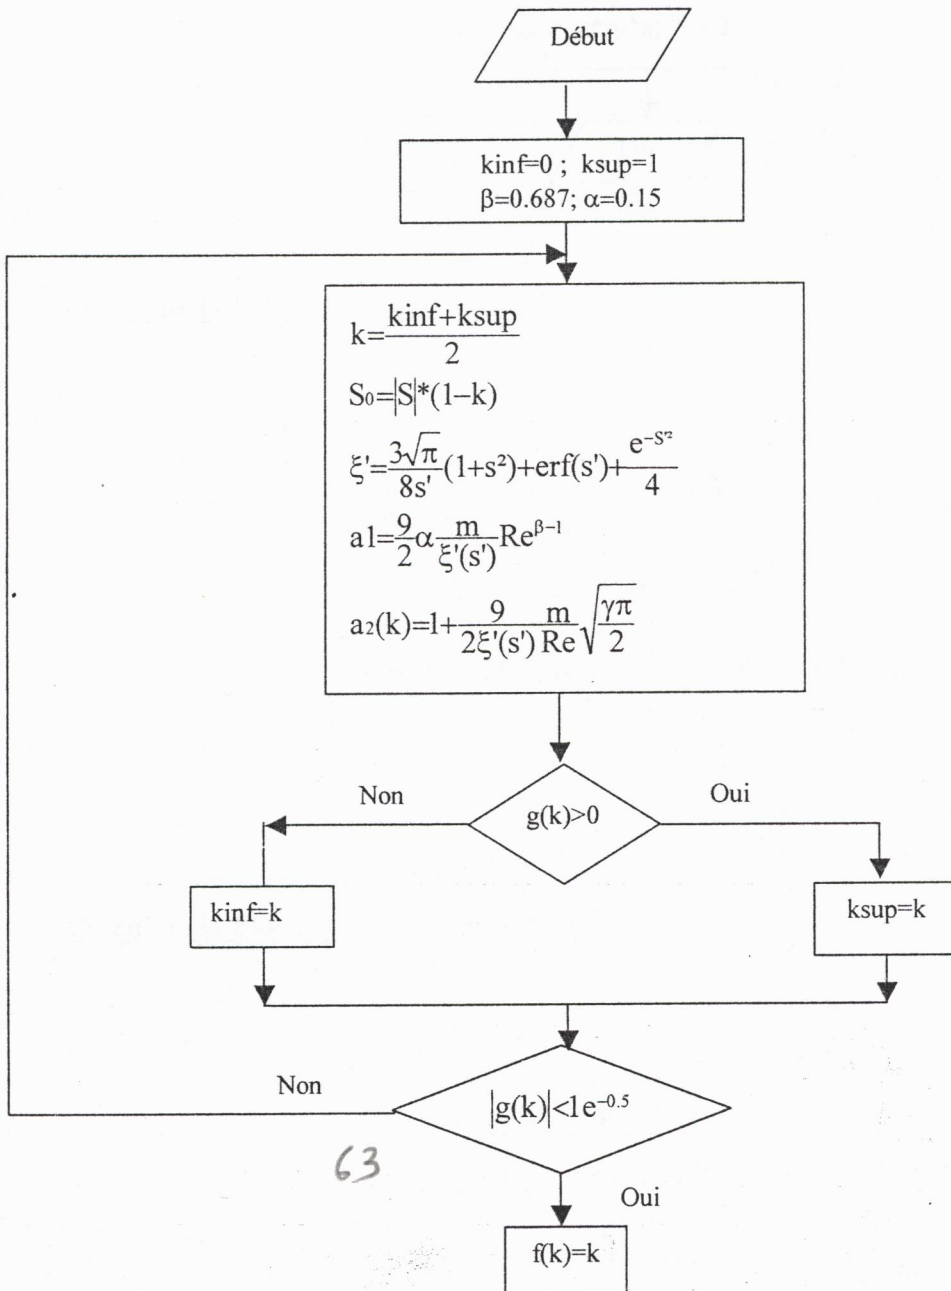 Début
kinf=0 ; ksup=1
β=0.687; α=0.15
k=(kinf+ksup)/2
S₀=|S|*(1−k)
ξ'=(3√π)/(8s')(1+s²)+erf(s')+(e^(−S'²))/4
a1=(9/2)α(m/ξ'(s'))Re^(β−1)
a₂(k)=1+(9/(2ξ'(s')))(m/Re)√(γπ/2)
Non
g(k)>0
Oui
kinf=k
ksup=k
Non
|g(k)|<1e^(−0.5)
63
Oui
f(k)=k